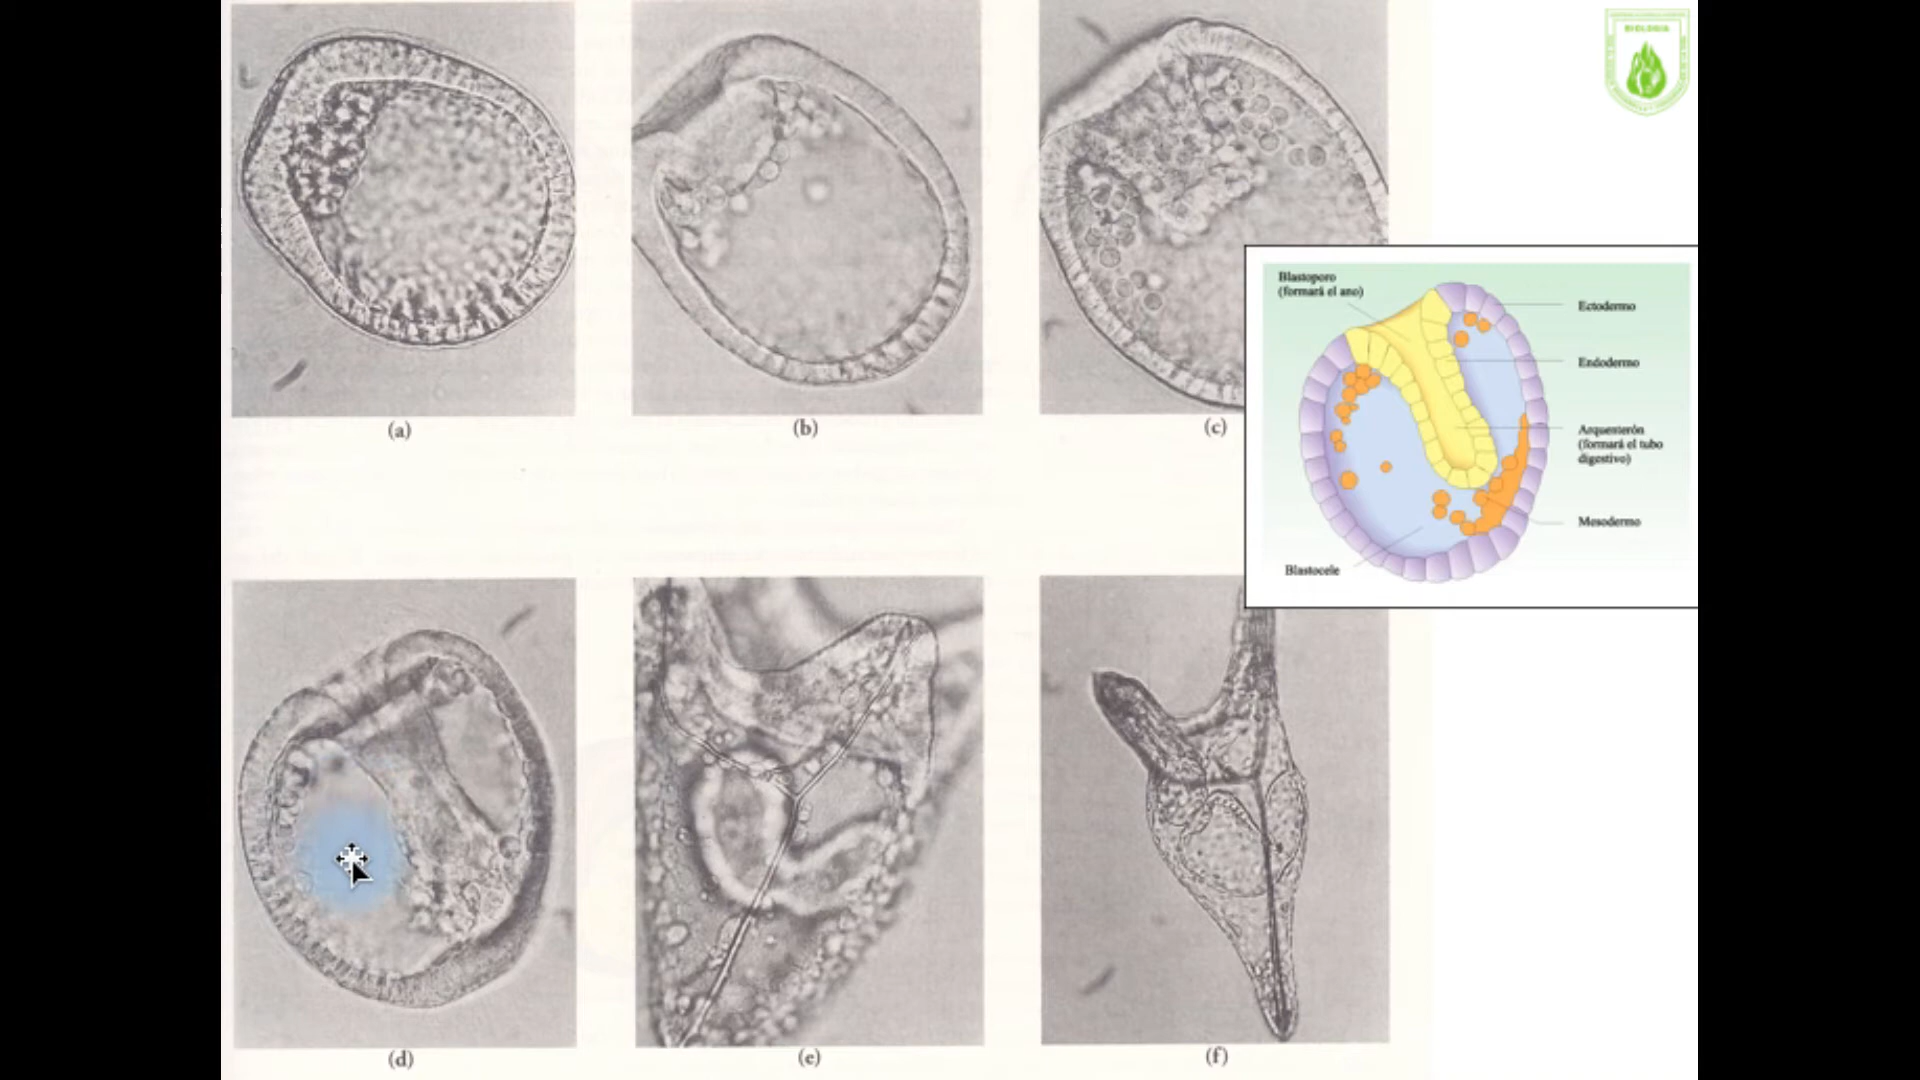 BIOLOGIA
(a)
(b)
(c)
Blastoporo
(formará el ano)
Ectodermo
Endodermo
Arquenterón
(formará el tubo
digestivo)
Mesodermo
Blastocele
(d)
(e)
(f)